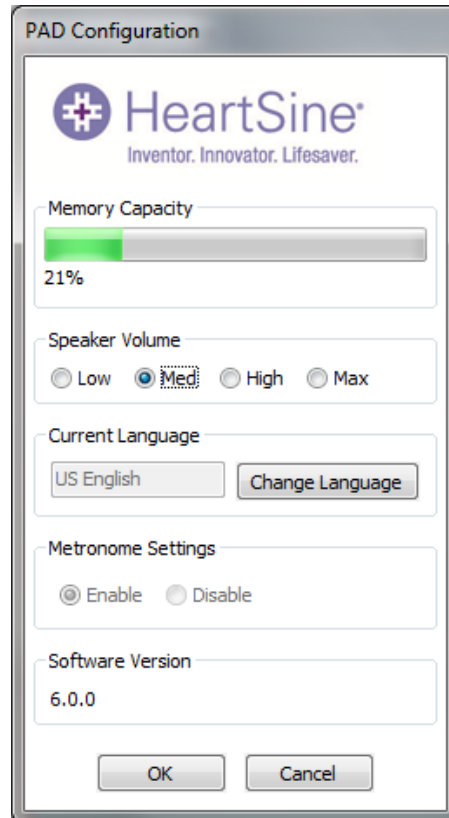 PAD Configuration
HeartSine®
Inventor. Innovator. Lifesaver.
Memory Capacity
21%
Speaker Volume
Low Med High Max
Current Language
US English Change Language
Metronome Settings
Enable Disable
Software Version
6.0.0
OK Cancel